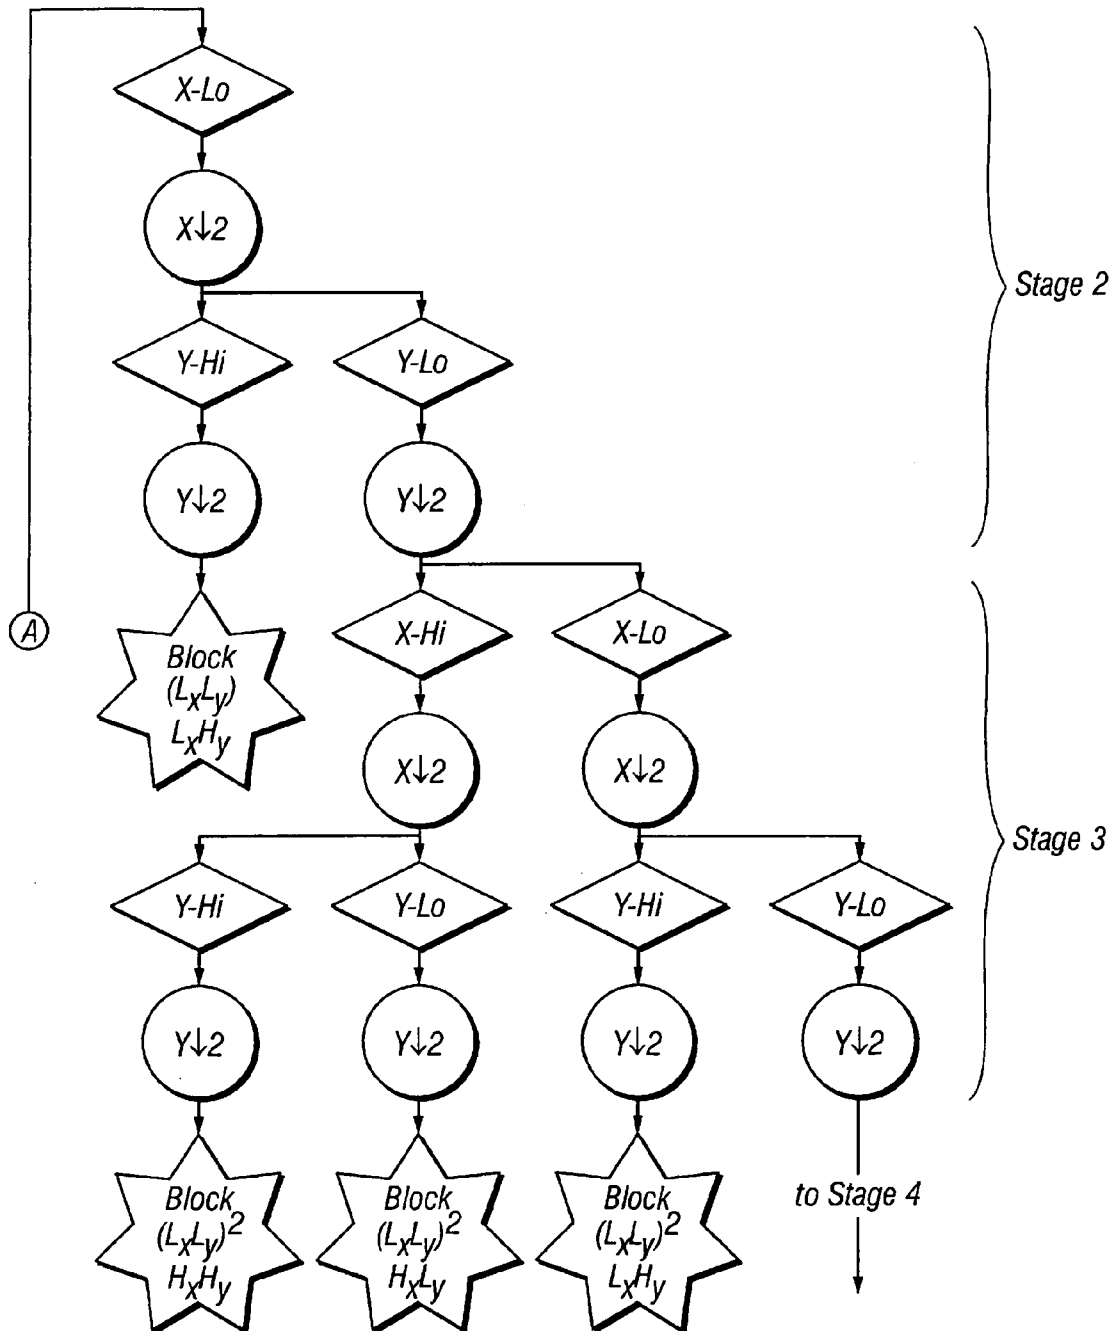 X-Lo
X↓2
Stage 2
Y-Hi
Y-Lo
Y↓2
Y↓2
A
Block
(LxLy)
LxHy
X-Hi
X-Lo
X↓2
X↓2
Stage 3
Y-Hi
Y-Lo
Y-Hi
Y-Lo
Y↓2
Y↓2
Y↓2
Y↓2
Block
(LxLy)2
HxHy
Block
(LxLy)2
HxLy
Block
(LxLy)2
LxHy
to Stage 4